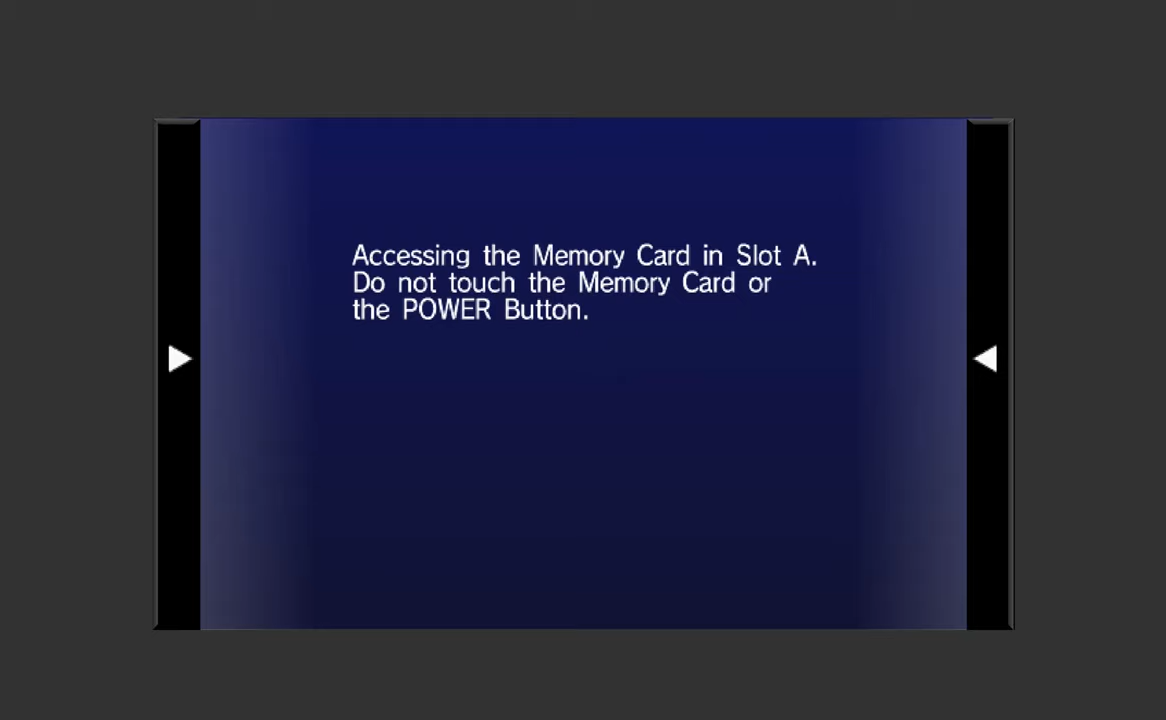 Accessing the Memory Card in Slot A.
Do not touch the Memory Card or
the POWER Button.